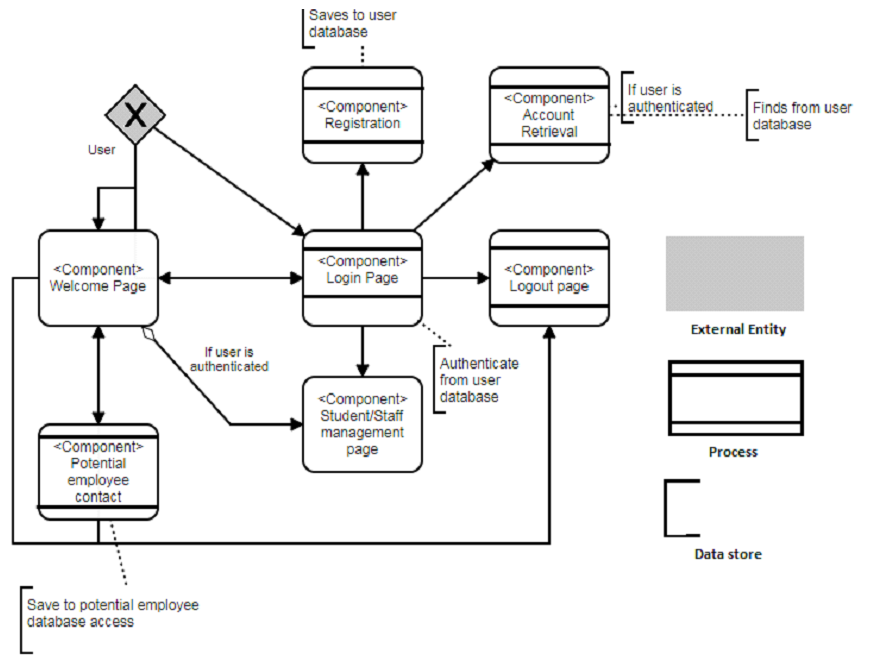 Saves to user
database
<Component>
Registration
<Component>
Account
Retrieval
If user is
authenticated
Finds from user
database
X
User
<Component>
Welcome Page
<Component>
Login Page
<Component>
Logout page
External Entity
If user is
authenticated
Authenticate
from user
database
<Component>
Student/Staff
management
page
Process
<Component>
Potential
employee
contact
Data store
Save to potential employee
database access